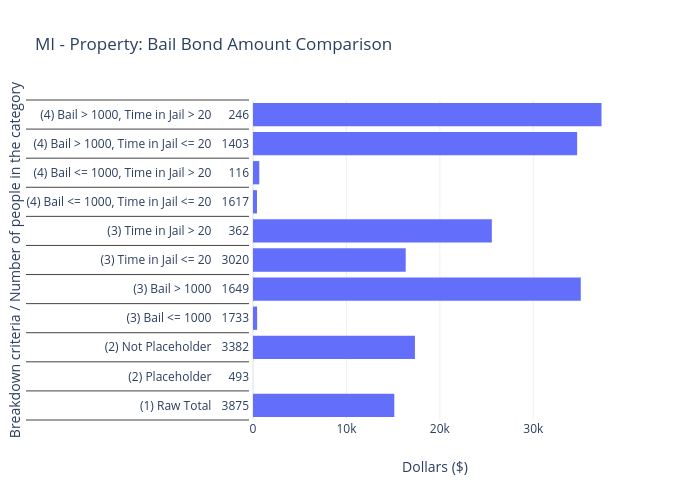 MI - Property: Bail Bond Amount Comparison
Breakdown criteria / Number of people in the category
(4) Bail > 1000, Time in Jail > 20 246
(4) Bail > 1000, Time in Jail <= 20 1403
(4) Bail <= 1000, Time in Jail > 20 116
(4) Bail <= 1000, Time in Jail <= 20 1617
(3) Time in Jail > 20 362
(3) Time in Jail <= 20 3020
(3) Bail > 1000 1649
(3) Bail <= 1000 1733
(2) Not Placeholder 3382
(2) Placeholder 493
(1) Raw Total 3875
0 10k 20k 30k
Dollars ($)